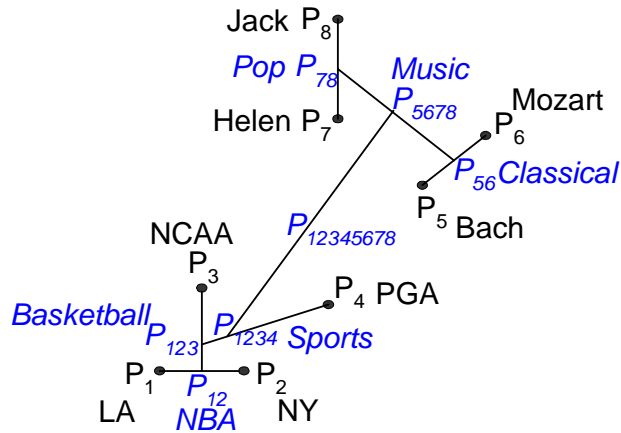 Jack P8
Pop P78
Music
P5678
Helen P7
Mozart
P6
P56 Classical
P5 Bach
P12345678
NCAA
P3
P4 PGA
Basketball
P123
P1234 Sports
P1
P12
P2
LA
NBA
NY